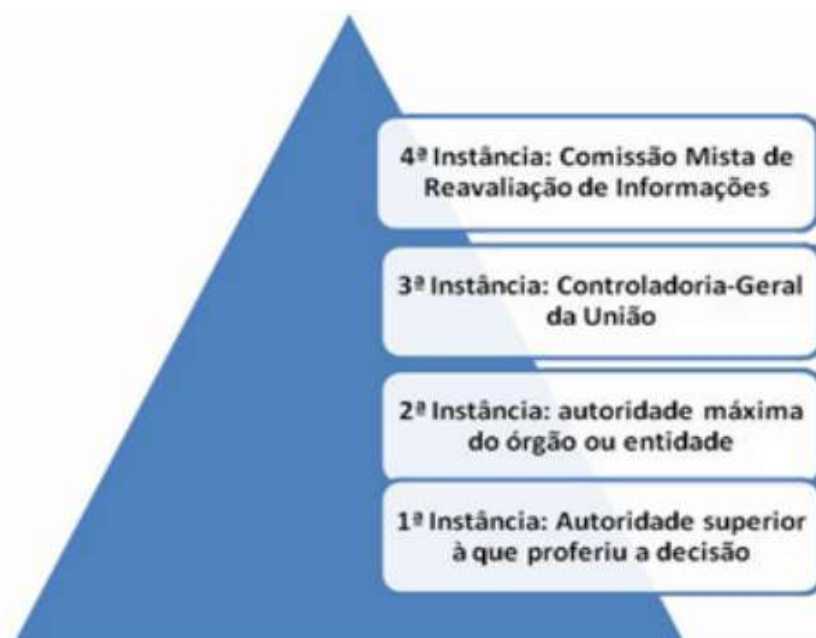 4ª Instância: Comissão Mista de
Reavaliação de Informações
3ª Instância: Controladoria-Geral
da União
2ª Instância: autoridade máxima
do órgão ou entidade
1ª Instância: Autoridade superior
à que proferiu a decisão